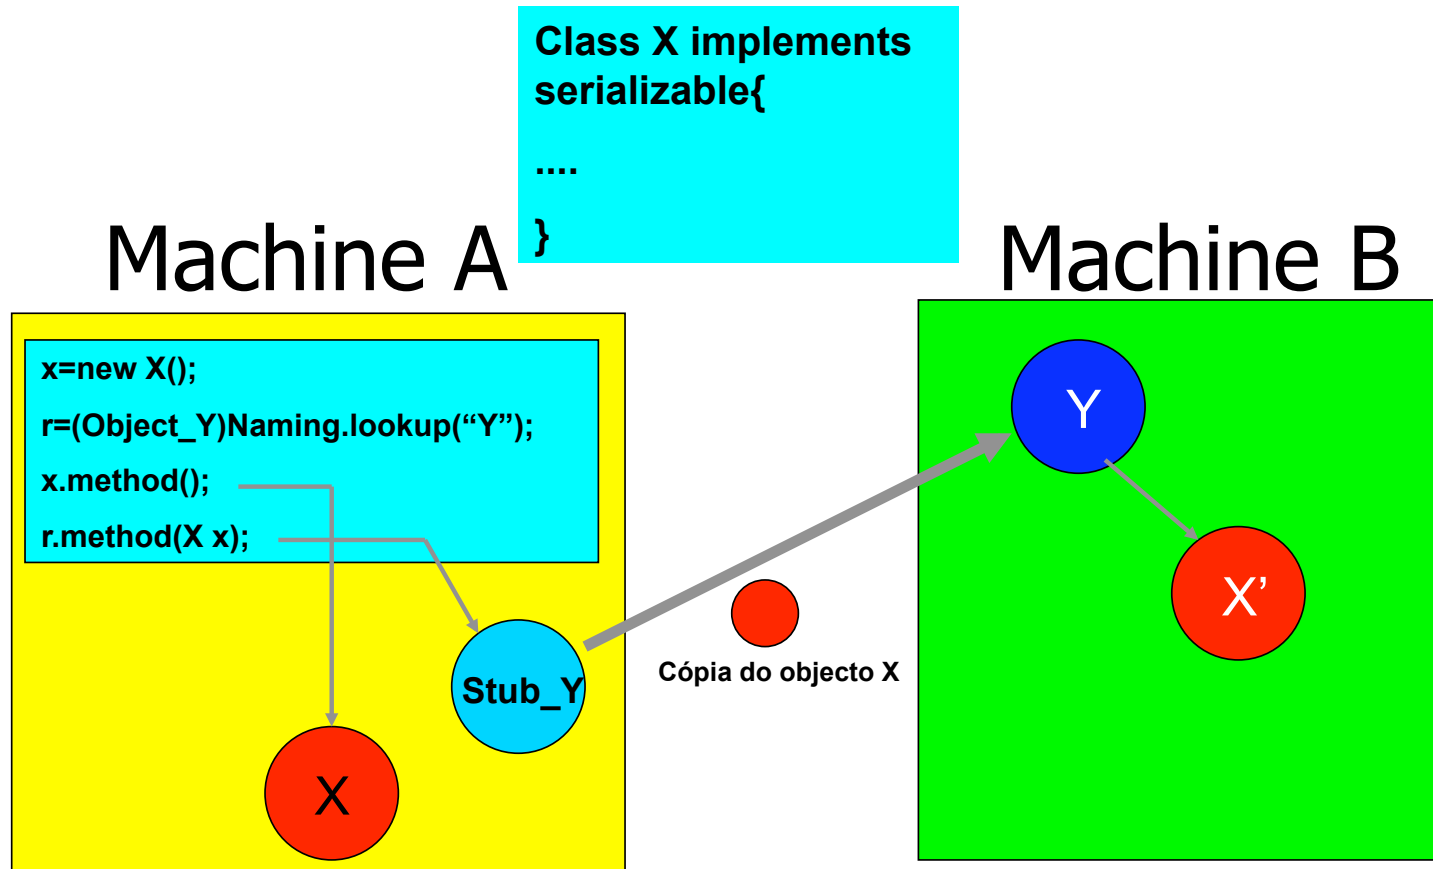 Class X implements
serializable{
....
}
Machine A
Machine B
x=new X();
r=(Object_Y)Naming.lookup(“Y”);
x.method();
r.method(X x);
Y
X’
Cópia do objecto X
Stub_Y
X